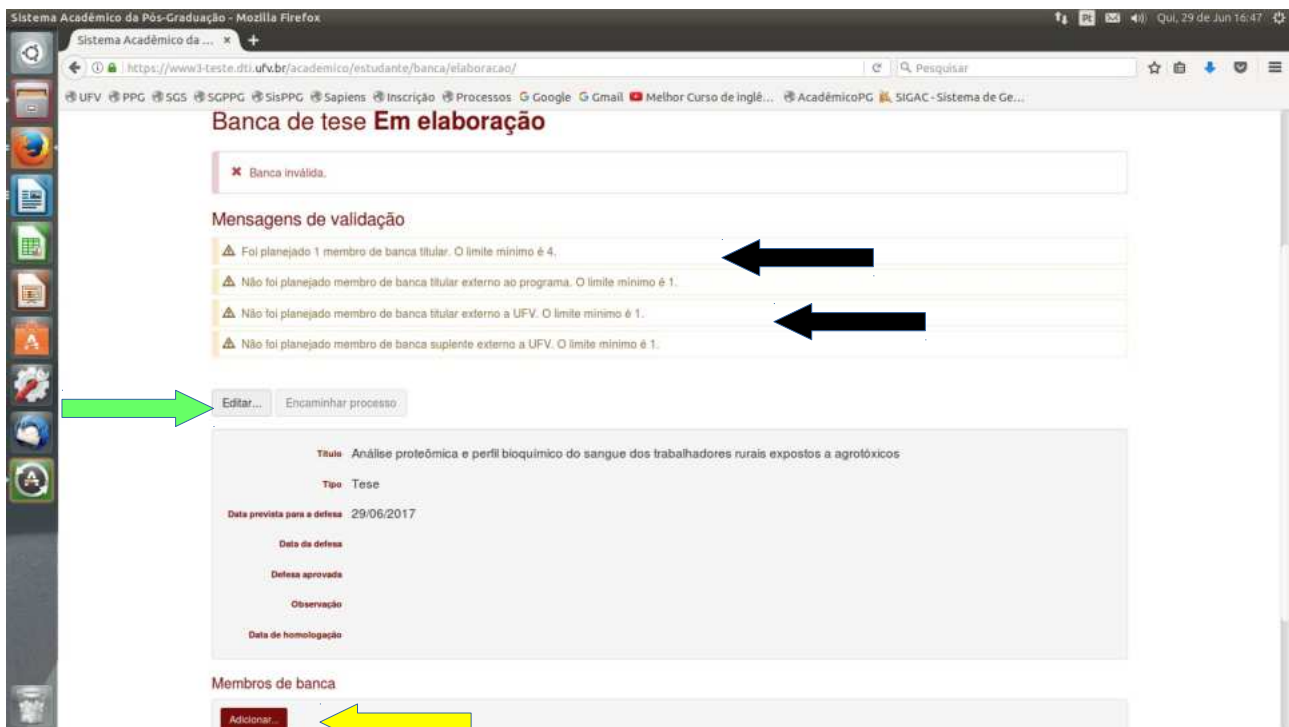 Sistema Acadêmico da Pós-Graduação - Mozilla Firefox
Pt
Qui, 29 de Jun 16:47
Sistema Acadêmico da ... × +
https://www3-teste.dti.ufv.br/academico/estudante/banca/elaboracao/
Pesquisar
UFV PPG SGS SGPPG SisPPG Sapiens Inscrição Processos Google Gmail Melhor Curso de inglê... AcadêmicoPG SIGAC - Sistema de Ge...
Banca de tese Em elaboração
Banca inválida.
Mensagens de validação
Foi planejado 1 membro de banca titular. O limite mínimo é 4.
Não foi planejado membro de banca titular externo ao programa. O limite mínimo é 1.
Não foi planejado membro de banca titular externo a UFV. O limite mínimo é 1.
Não foi planejado membro de banca suplente externo a UFV. O limite mínimo é 1.
Editar... Encaminhar processo
Título Análise proteômica e perfil bioquímico do sangue dos trabalhadores rurais expostos a agrotóxicos
Tipo Tese
Data prevista para a defesa 29/06/2017
Data da defesa
Defesa aprovada
Observação
Data de homologação
Membros de banca
Adicionar...